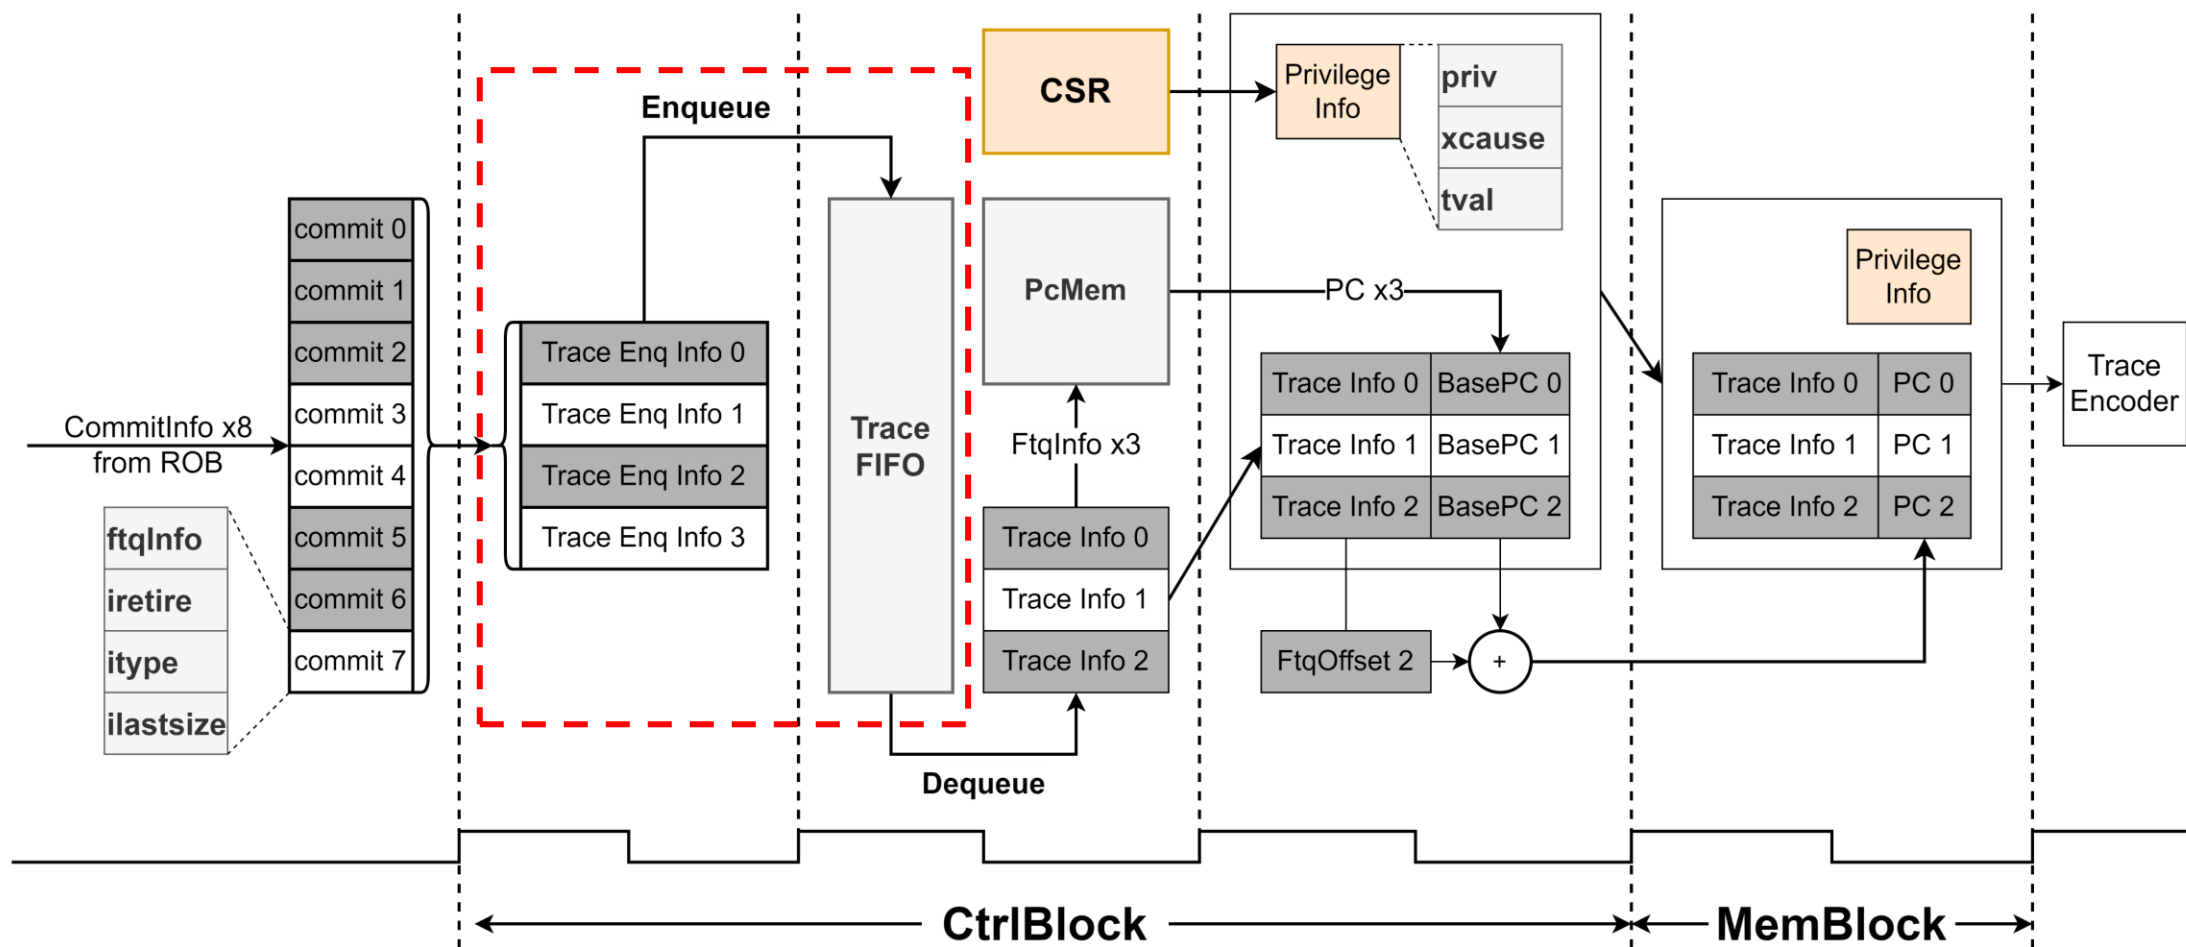 CommitInfo x8
from ROB
ftqInfo
iretire
itype
ilastsize
commit 0
commit 1
commit 2
commit 3
commit 4
commit 5
commit 6
commit 7
Enqueue
Trace Enq Info 0
Trace Enq Info 1
Trace Enq Info 2
Trace Enq Info 3
Trace
FIFO
Dequeue
CSR
PcMem
FtqInfo x3
Trace Info 0
Trace Info 1
Trace Info 2
Privilege
Info
priv
xcause
tval
PC x3
Trace Info 0 BasePC 0
Trace Info 1 BasePC 1
Trace Info 2 BasePC 2
FtqOffset 2
+
Privilege
Info
Trace Info 0 PC 0
Trace Info 1 PC 1
Trace Info 2 PC 2
Trace
Encoder
CtrlBlock
MemBlock